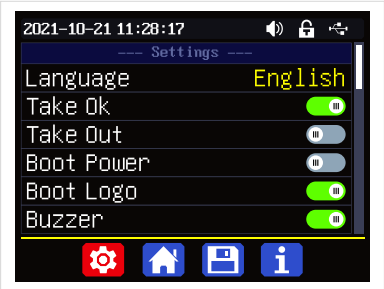 2021-10-21 11:28:17
--- Settings ---
Language English
Take Ok
Take Out
Boot Power
Boot Logo
Buzzer